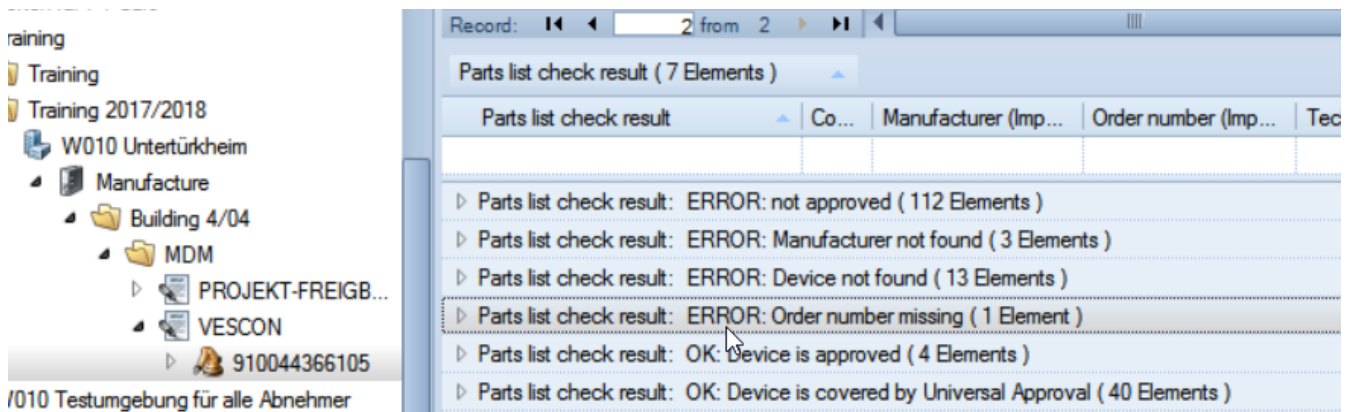 raining
Training
Training 2017/2018
W010 Untertürkheim
Manufacture
Building 4/04
MDM
PROJEKT-FREIGB...
VESCON
910044366105
010 Testumgebung für alle Abnehmer
Record: 2 from 2
Parts list check result ( 7 Elements )
Parts list check result Co... Manufacturer (Imp... Order number (Imp... Tec
Parts list check result: ERROR: not approved ( 112 Elements )
Parts list check result: ERROR: Manufacturer not found ( 3 Elements )
Parts list check result: ERROR: Device not found ( 13 Elements )
Parts list check result: ERROR: Order number missing ( 1 Element )
Parts list check result: OK: Device is approved ( 4 Elements )
Parts list check result: OK: Device is covered by Universal Approval ( 40 Elements )